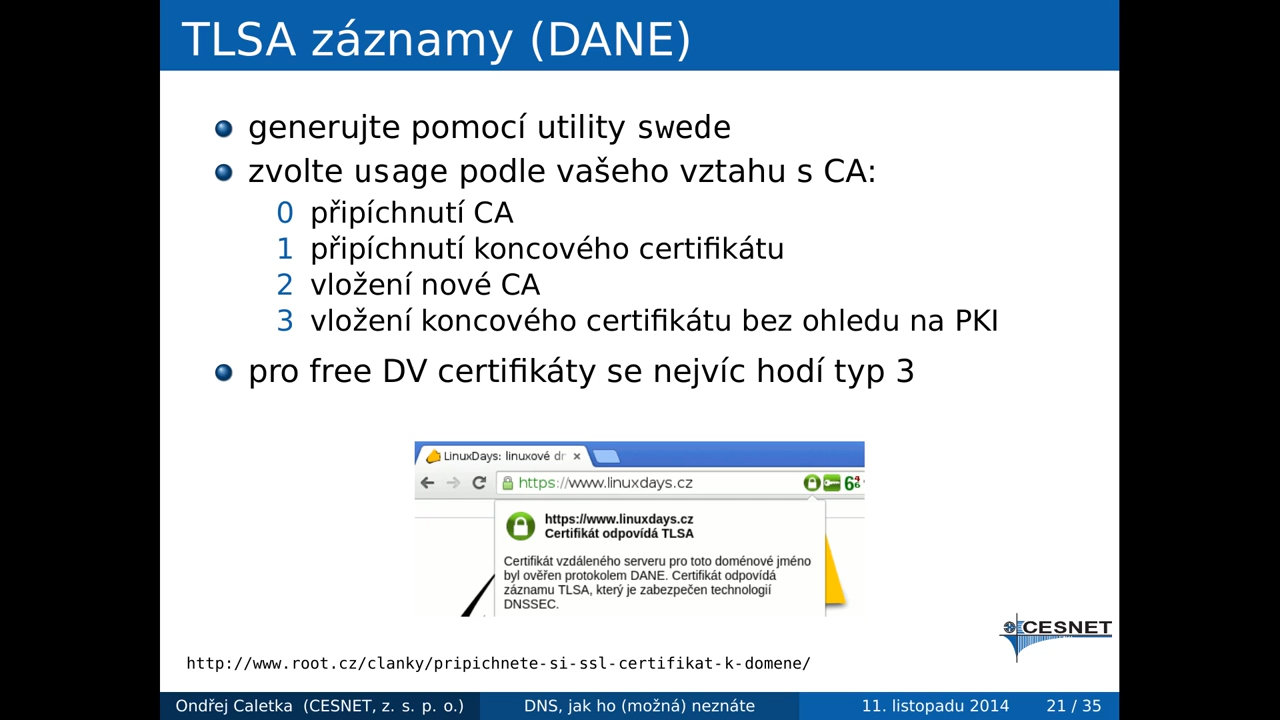 TLSA záznamy (DANE)
generujte pomocí utility swede
zvolte usage podle vašeho vztahu s CA:
0 připíchnutí CA
1 připíchnutí koncového certifikátu
2 vložení nové CA
3 vložení koncového certifikátu bez ohledu na PKI
pro free DV certifikáty se nejvíc hodí typ 3
LinuxDays: linuxové dr
https://www.linuxdays.cz
https://www.linuxdays.cz
Certifikát odpovídá TLSA
Certifikát vzdáleného serveru pro toto doménové jméno
byl ověřen protokolem DANE. Certifikát odpovídá
záznamu TLSA, který je zabezpečen technologií
DNSSEC.
CESNET
http://www.root.cz/clanky/pripichnete-si-ssl-certifikat-k-domene/
Ondřej Caletka (CESNET, z. s. p. o.) DNS, jak ho (možná) neznáte 11. listopadu 2014 21 / 35